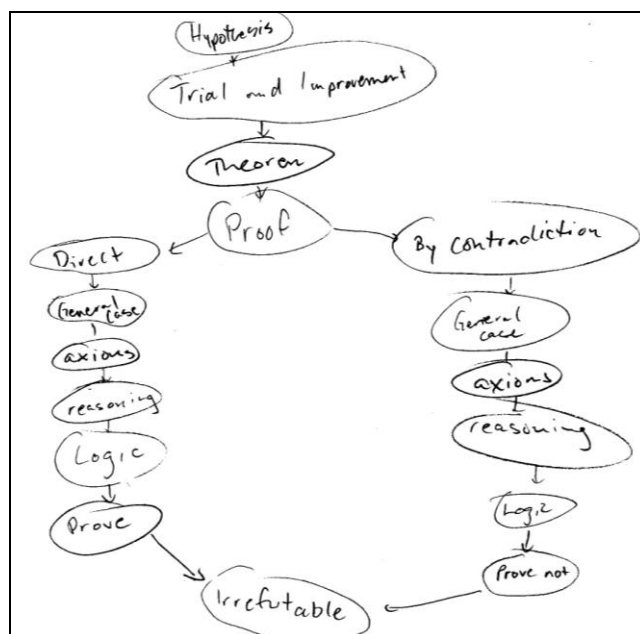 Hypothesis
Trial and Improvement
Theorem
Proof
Direct
By contradiction
General case
General
case
axioms
axioms
reasoning
reasoning
Logic
Logic
Prove
Prove not
Irrefutable